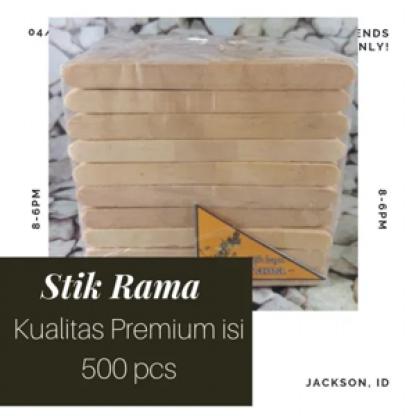 04/
ENDS
NLY!
8-6PM
8-6PM
Stik Rama
Kualitas Premium isi
500 pcs
JACKSON, ID